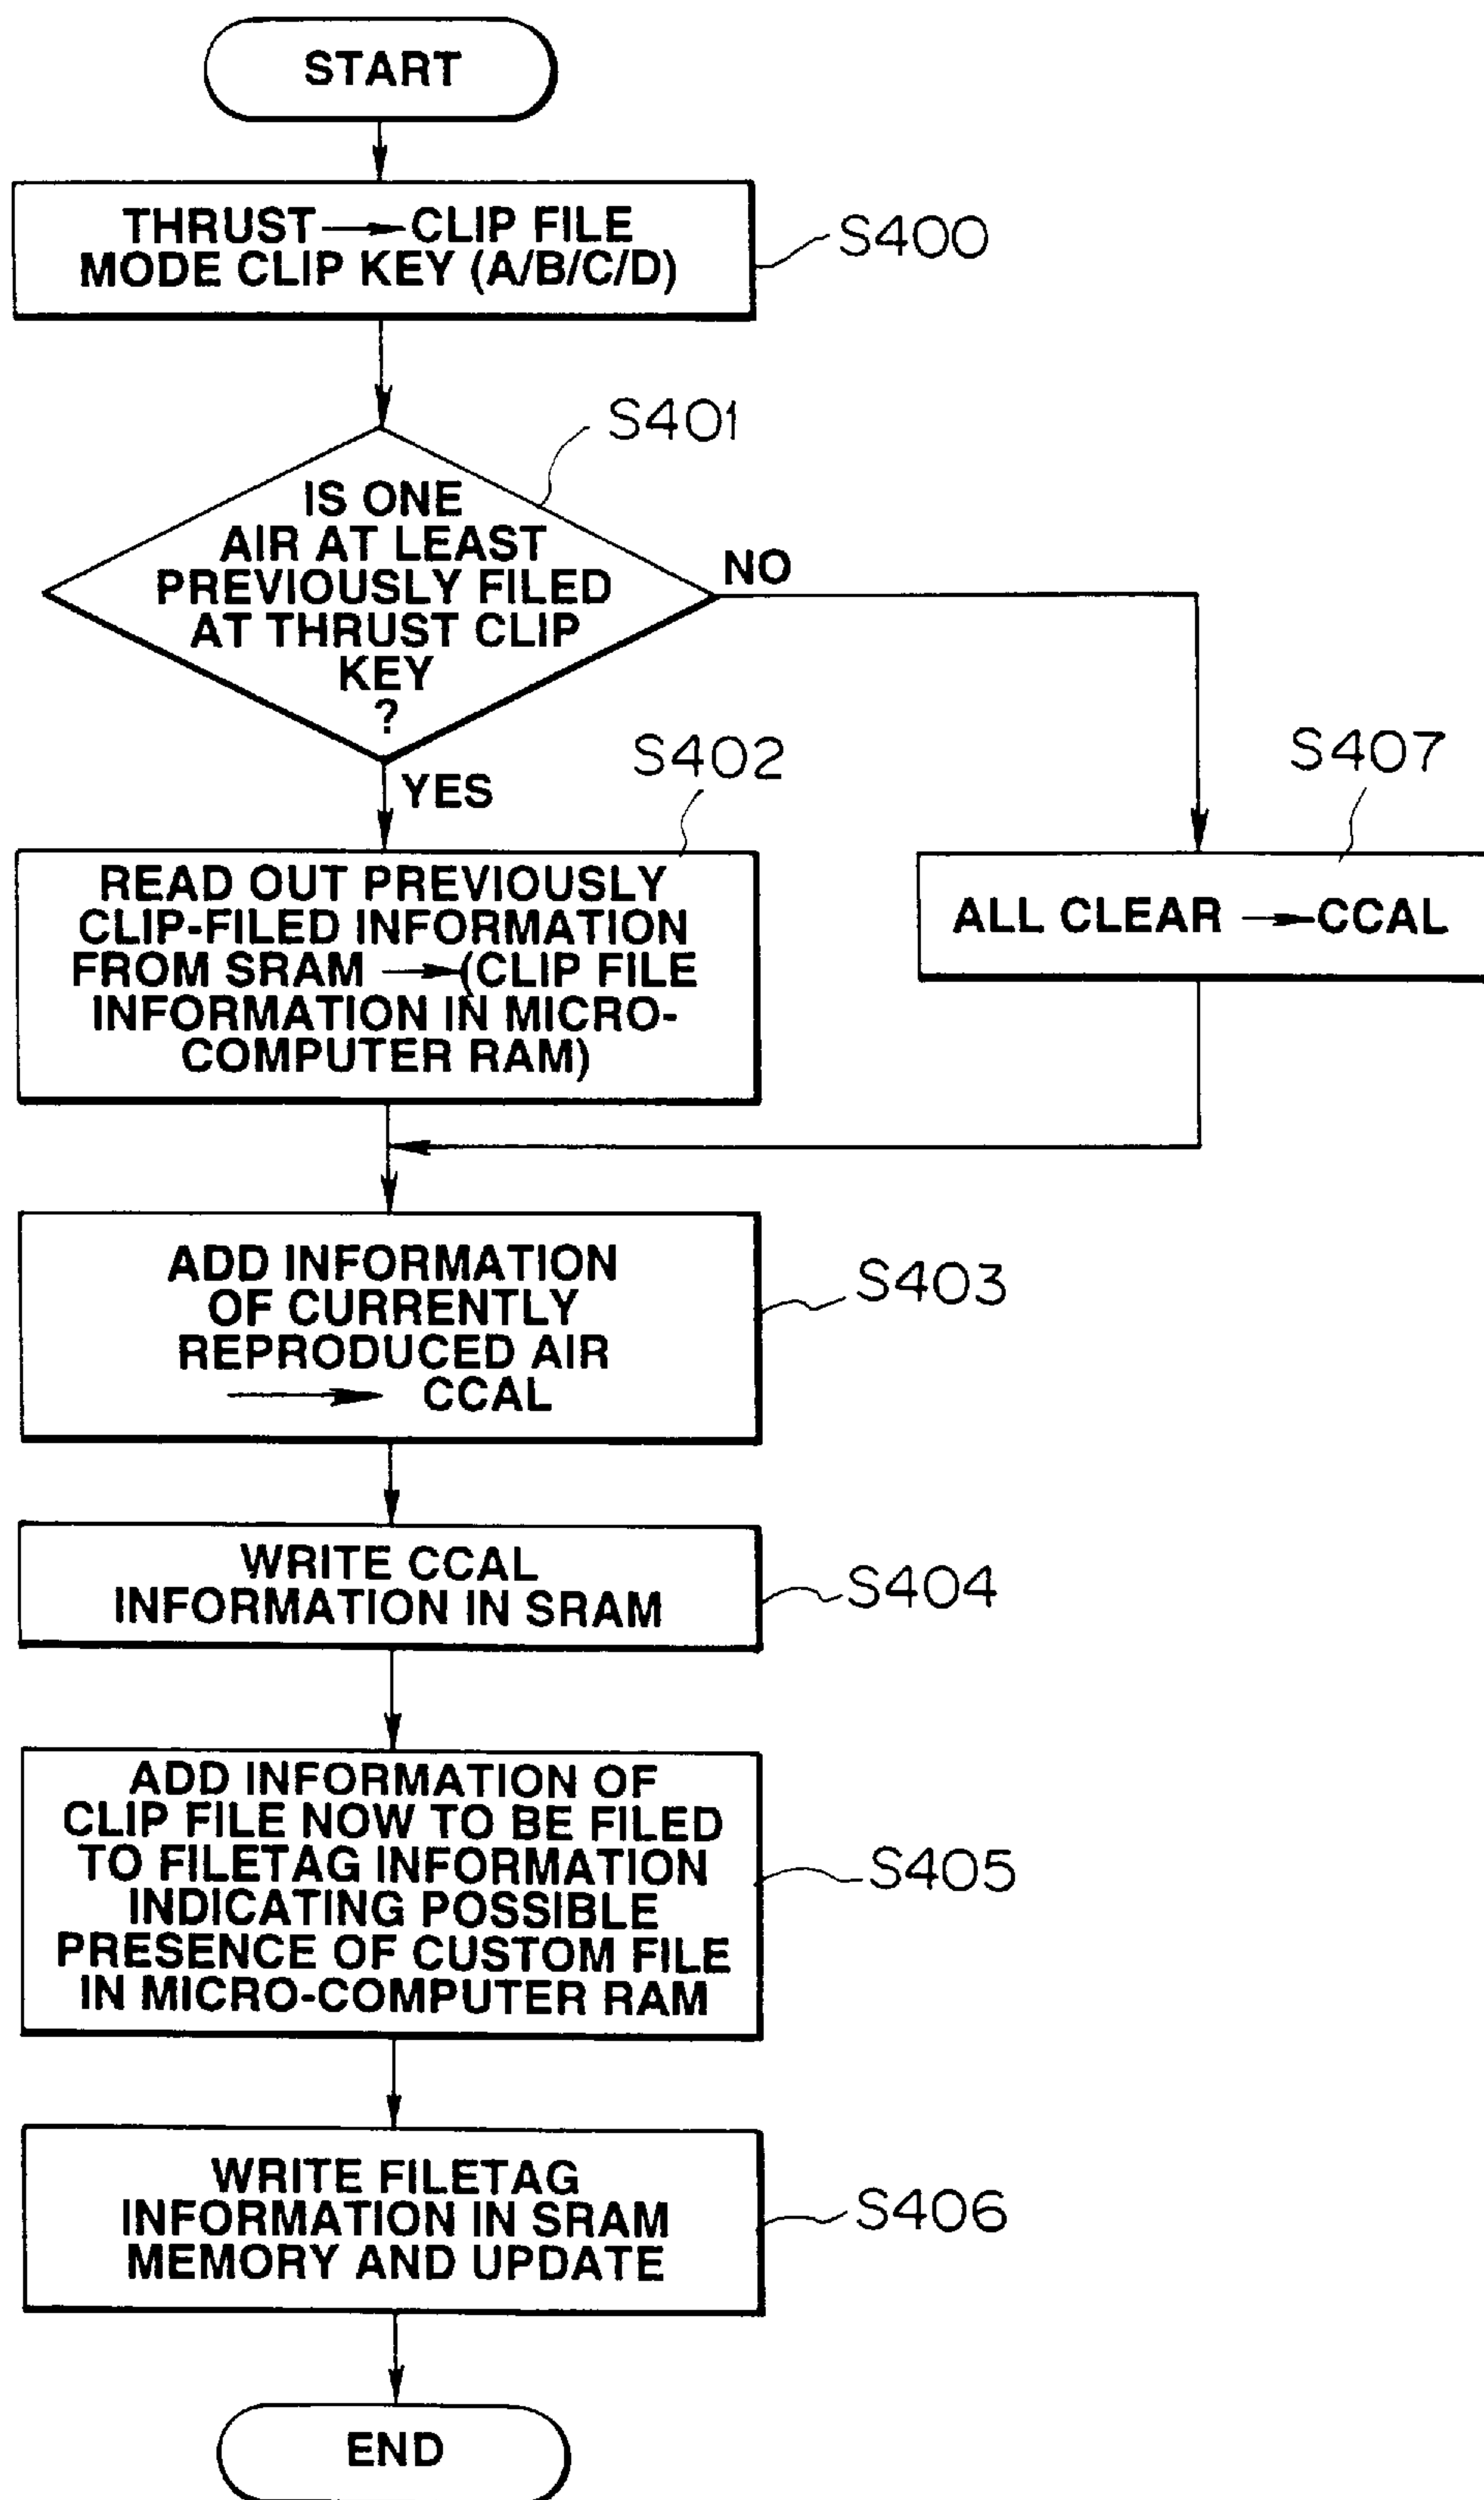 START
THRUST → CLIP FILE
MODE CLIP KEY (A/B/C/D)
S400
S401
IS ONE
AIR AT LEAST
PREVIOUSLY FILED
AT THRUST CLIP
KEY
?
NO
YES
S402
S407
READ OUT PREVIOUSLY
CLIP-FILED INFORMATION
FROM SRAM → (CLIP FILE
INFORMATION IN MICRO-
COMPUTER RAM)
ALL CLEAR → CCAL
ADD INFORMATION
OF CURRENTLY
REPRODUCED AIR
→ CCAL
S403
WRITE CCAL
INFORMATION IN SRAM
S404
ADD INFORMATION OF
CLIP FILE NOW TO BE FILED
TO FILETAG INFORMATION
INDICATING POSSIBLE
PRESENCE OF CUSTOM FILE
IN MICRO-COMPUTER RAM
S405
WRITE FILETAG
INFORMATION IN SRAM
MEMORY AND UPDATE
S406
END